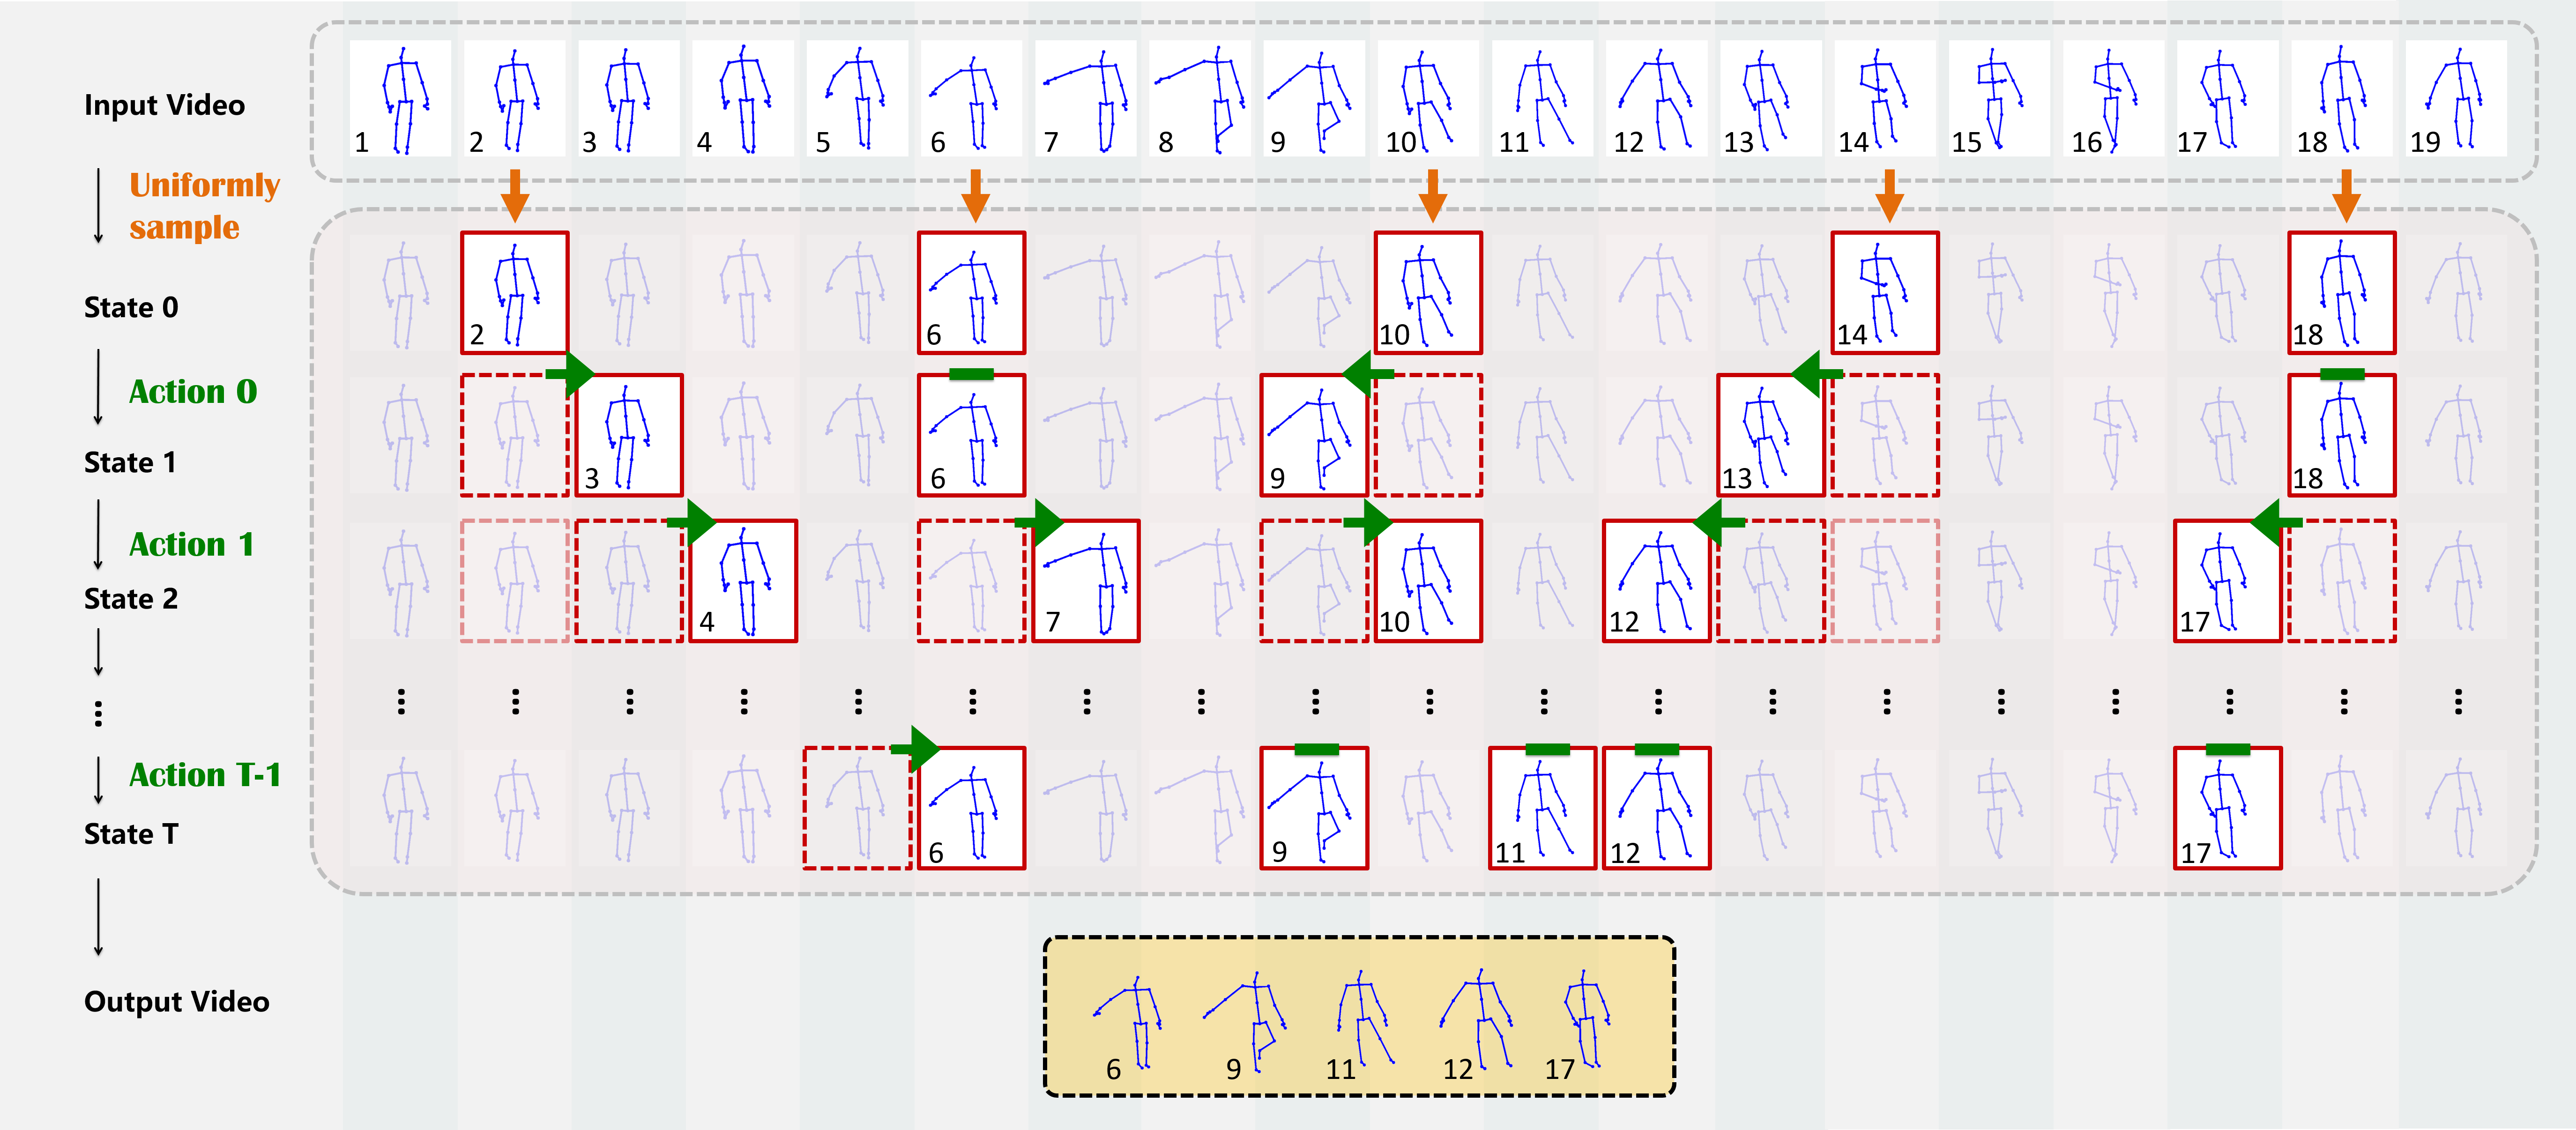 Input Video
1 2 3 4 5 6 7 8 9 10 11 12 13 14 15 16 17 18 19
Uniformly
sample
State 0
2 6 10 14 18
Action 0
State 1
3 6 9 13 18
Action 1
State 2
4 7 10 12 17
Action T-1
State T
6 9 11 12 17
Output Video
6 9 11 12 17